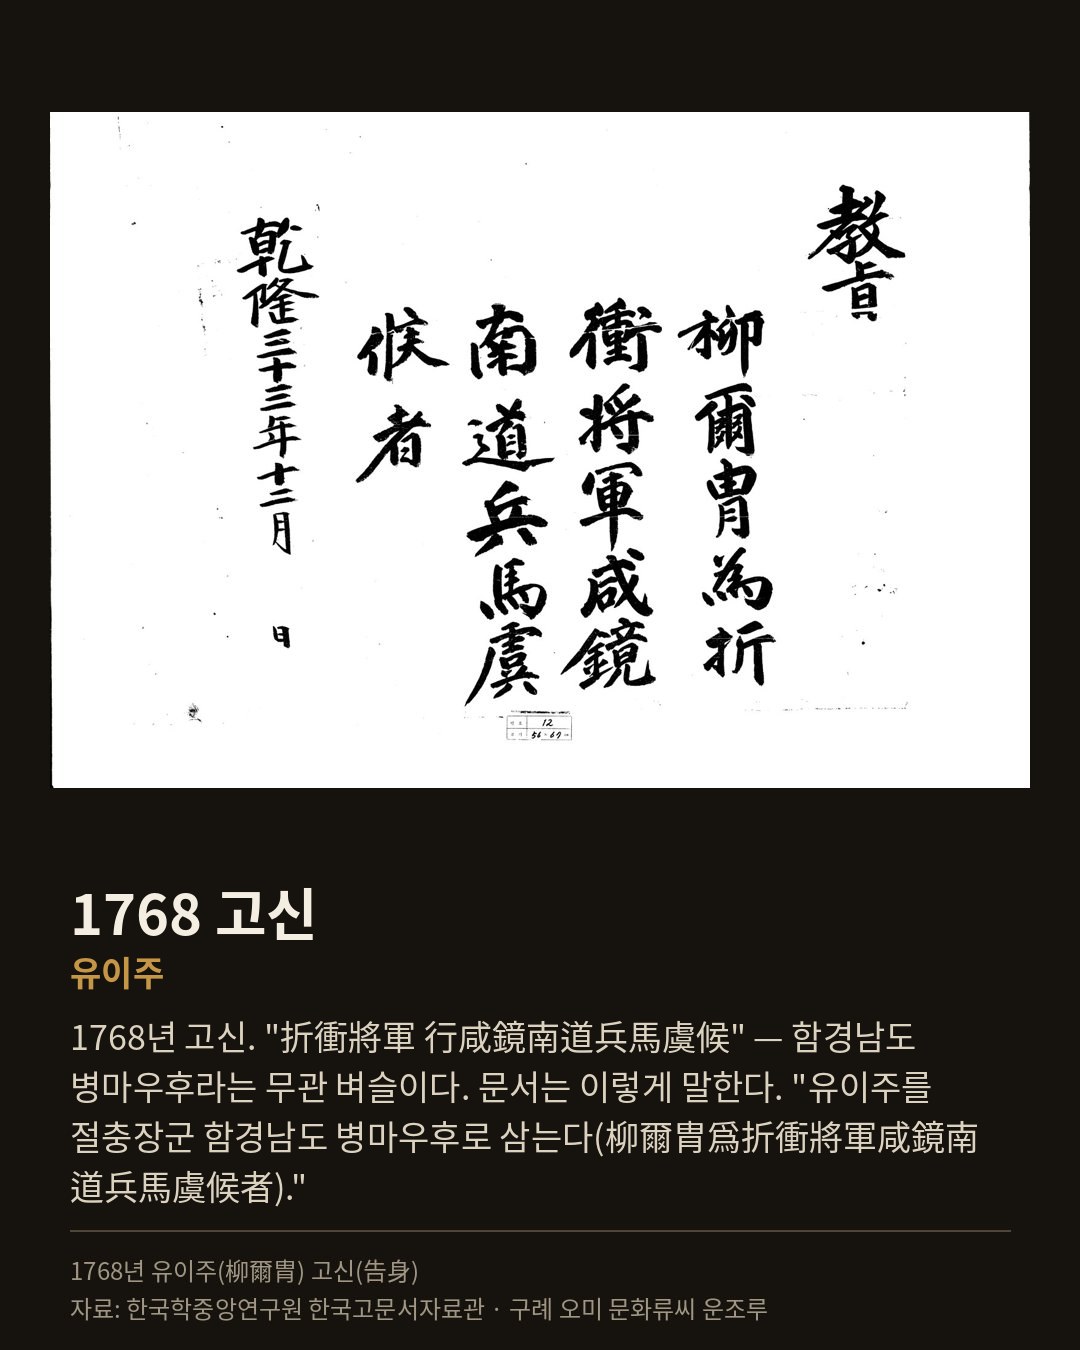 教旨
柳爾胄為折
衝将軍咸鏡
南道兵馬虞
候者
乾隆三十三年十二月 日
12
56 67
1768 고신
유이주
1768년 고신. "折衝將軍 行咸鏡南道兵馬虞候" — 함경남도
병마우후라는 무관 벼슬이다. 문서는 이렇게 말한다. "유이주를
절충장군 함경남도 병마우후로 삼는다(柳爾胄爲折衝將軍咸鏡南
道兵馬虞候者)."
1768년 유이주(柳爾胄) 고신(告身)
자료: 한국학중앙연구원 한국고문서자료관 · 구례 오미 문화류씨 운조루